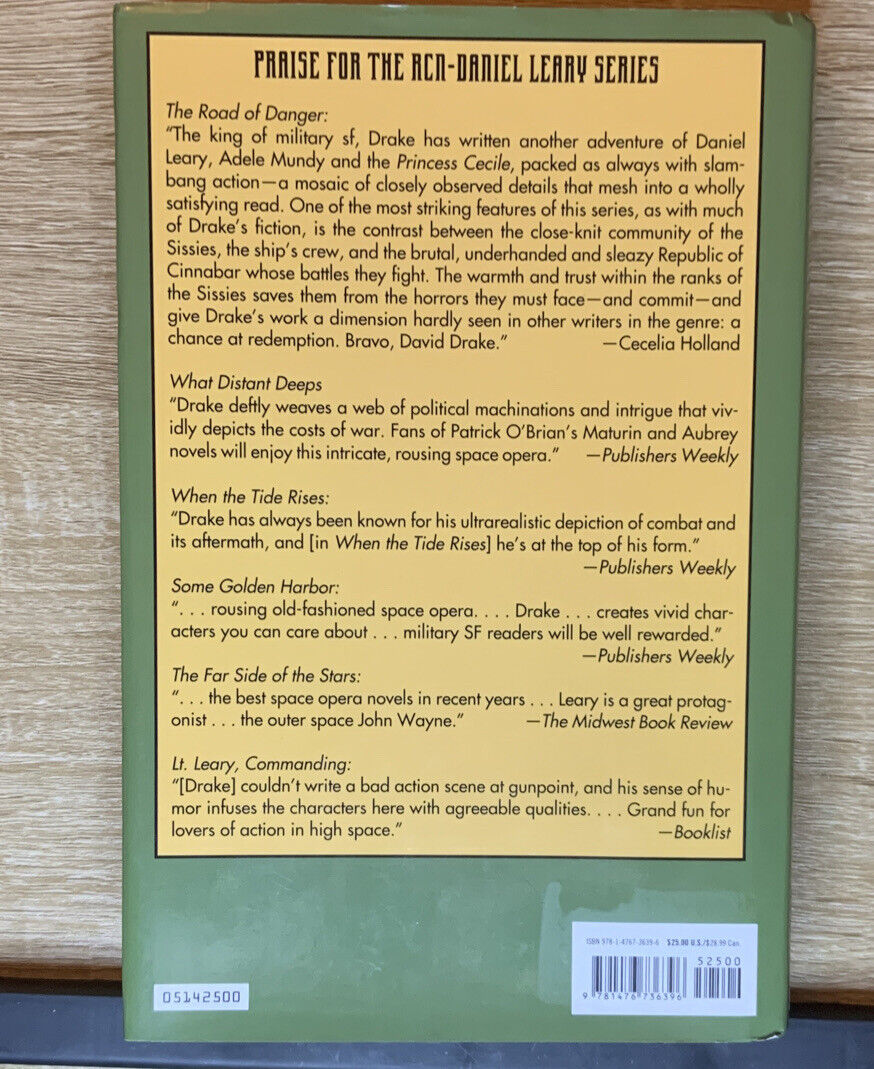 PRAISE FOR THE RCN-DANIEL LEARY SERIES
The Road of Danger:
“The king of military sf, Drake has written another adventure of Daniel
Leary, Adele Mundy and the Princess Cecile, packed as always with slam-
bang action—a mosaic of closely observed details that mesh into a wholly
satisfying read. One of the most striking features of this series, as with much
of Drake’s fiction, is the contrast between the close-knit community of the
Sissies, the ship’s crew, and the brutal, underhanded and sleazy Republic of
Cinnabar whose battles they fight. The warmth and trust within the ranks of
the Sissies saves them from the horrors they must face—and commit—and
give Drake’s work a dimension hardly seen in other writers in the genre: a
chance at redemption. Bravo, David Drake.” —Cecelia Holland
What Distant Deeps
“Drake deftly weaves a web of political machinations and intrigue that viv-
idly depicts the costs of war. Fans of Patrick O’Brian’s Maturin and Aubrey
novels will enjoy this intricate, rousing space opera.” —Publishers Weekly
When the Tide Rises:
“Drake has always been known for his ultrarealistic depiction of combat and
its aftermath, and [in When the Tide Rises] he’s at the top of his form.”
—Publishers Weekly
Some Golden Harbor:
“. . . rousing old-fashioned space opera. . . . Drake . . . creates vivid char-
acters you can care about . . . military SF readers will be well rewarded.”
—Publishers Weekly
The Far Side of the Stars:
“. . . the best space opera novels in recent years . . . Leary is a great protag-
onist . . . the outer space John Wayne.” —The Midwest Book Review
Lt. Leary, Commanding:
“[Drake] couldn’t write a bad action scene at gunpoint, and his sense of hu-
mor infuses the characters here with agreeable qualities. . . . Grand fun for
lovers of action in high space.” —Booklist
ISBN 978-1-4767-3639-6 $25.00 U.S./$28.99 Can.
52500
9 781476 736396
05142500